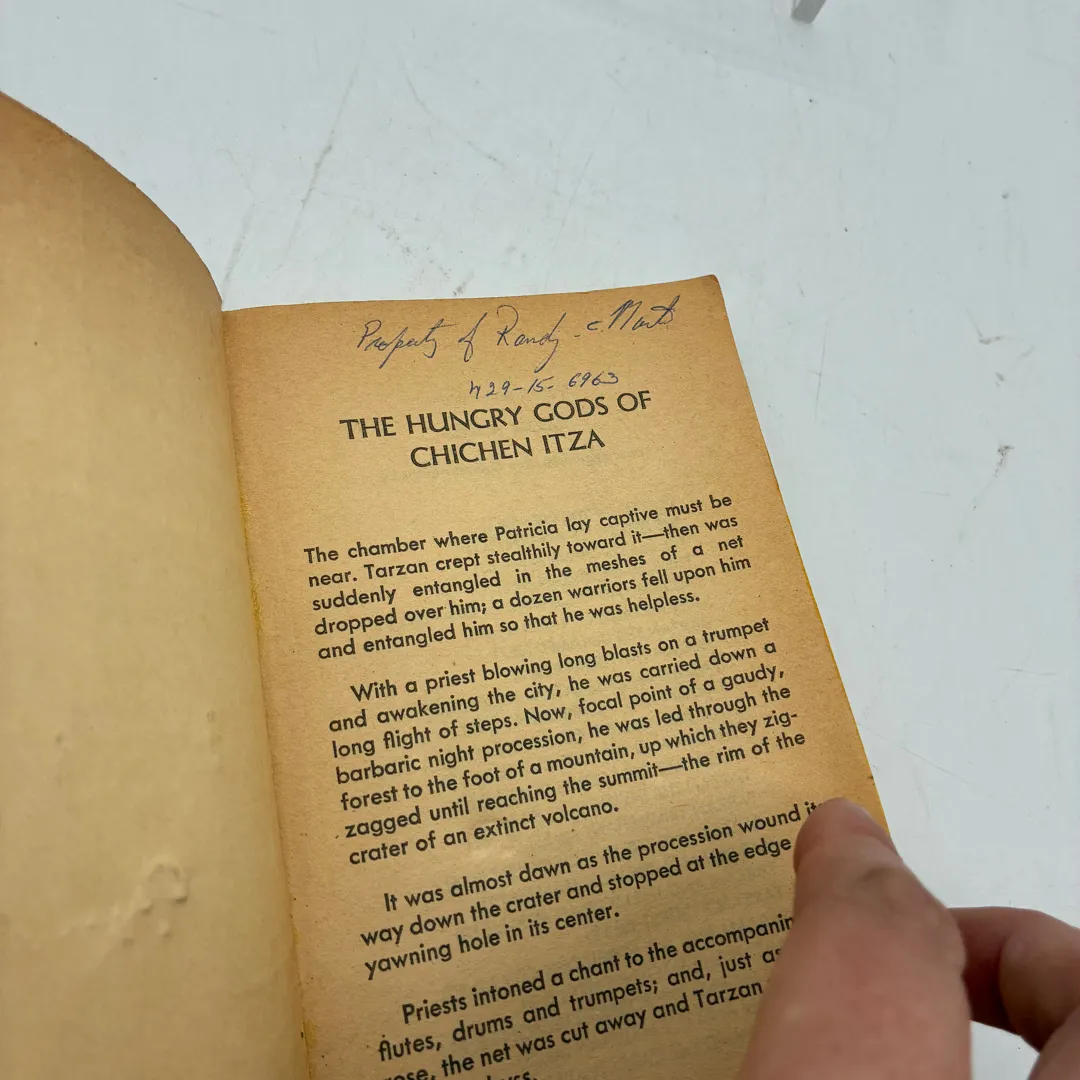 Property of Randy C.
429-15-6963
THE HUNGRY GODS OF
CHICHEN ITZA
The chamber where Patricia lay captive must be
near. Tarzan crept stealthily toward it—then was
suddenly entangled in the meshes of a net
dropped over him; a dozen warriors fell upon him
and entangled him so that he was helpless.
With a priest blowing long blasts on a trumpet
and awakening the city, he was carried down a
long flight of steps. Now, focal point of a gaudy,
barbaric night procession, he was led through the
forest to the foot of a mountain, up which they zig-
zagged until reaching the summit—the rim of the
crater of an extinct volcano.
It was almost dawn as the procession wound
way down the crater and stopped at the edge
yawning hole in its center.
Priests intoned a chant to the
flutes, drums and trumpets; and, just
the net was cut away and Tarzan